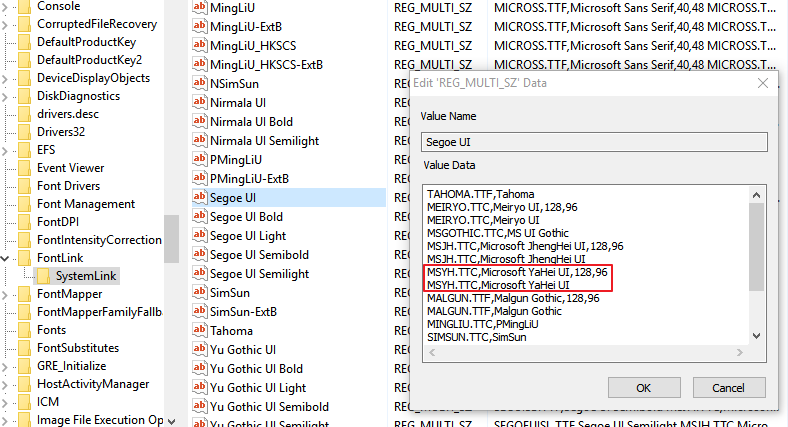 Console
CorruptedFileRecovery
DefaultProductKey
DefaultProductKey2
DeviceDisplayObjects
DiskDiagnostics
drivers.desc
Drivers32
EFS
Event Viewer
Font Drivers
Font Management
FontDPI
FontIntensityCorrection
FontLink
SystemLink
FontMapper
FontMapperFamilyFallb
Fonts
FontSubstitutes
GRE_Initialize
HostActivityManager
ICM
Image File Execution Op
MingLiU REG_MULTI_SZ MICROSS.TTF,Microsoft Sans Serif,40,48 MICROSS.T...
MingLiU-ExtB REG_MULTI_SZ MICROSS.TTF,Microsoft Sans Serif,40,48 MICROSS.T...
MingLiU_HKSCS REG_MULTI_SZ MICROSS.TTF,Microsoft Sans Serif,40,48 MICROSS.T...
MingLiU_HKSCS-ExtB REG_MULTI_SZ MICROSS.TTF,Microsoft Sans Serif,40,48 MICROSS.T...
NSimSun
Nirmala UI
Nirmala UI Bold
Nirmala UI Semilight
PMingLiU
PMingLiU-ExtB
Segoe UI
Segoe UI Bold
Segoe UI Light
Segoe UI Semibold
Segoe UI Semilight
SimSun
SimSun-ExtB
Tahoma
Yu Gothic UI
Yu Gothic UI Bold
Yu Gothic UI Light
Yu Gothic UI Semibold
Yu Gothic UI Semilight
Edit 'REG_MULTI_SZ' Data
Value Name
Segoe UI
Value Data
TAHOMA.TTF,Tahoma
MEIRYO.TTC,Meiryo UI,128,96
MEIRYO.TTC,Meiryo UI
MSGOTHIC.TTC,MS UI Gothic
MSJH.TTC,Microsoft JhengHei UI,128,96
MSJH.TTC,Microsoft JhengHei UI
MSYH.TTC,Microsoft YaHei UI,128,96
MSYH.TTC,Microsoft YaHei UI
MALGUN.TTF,Malgun Gothic,128,96
MALGUN.TTF,Malgun Gothic
MINGLIU.TTC,PMingLiU
SIMSUN.TTC,SimSun
OK
Cancel